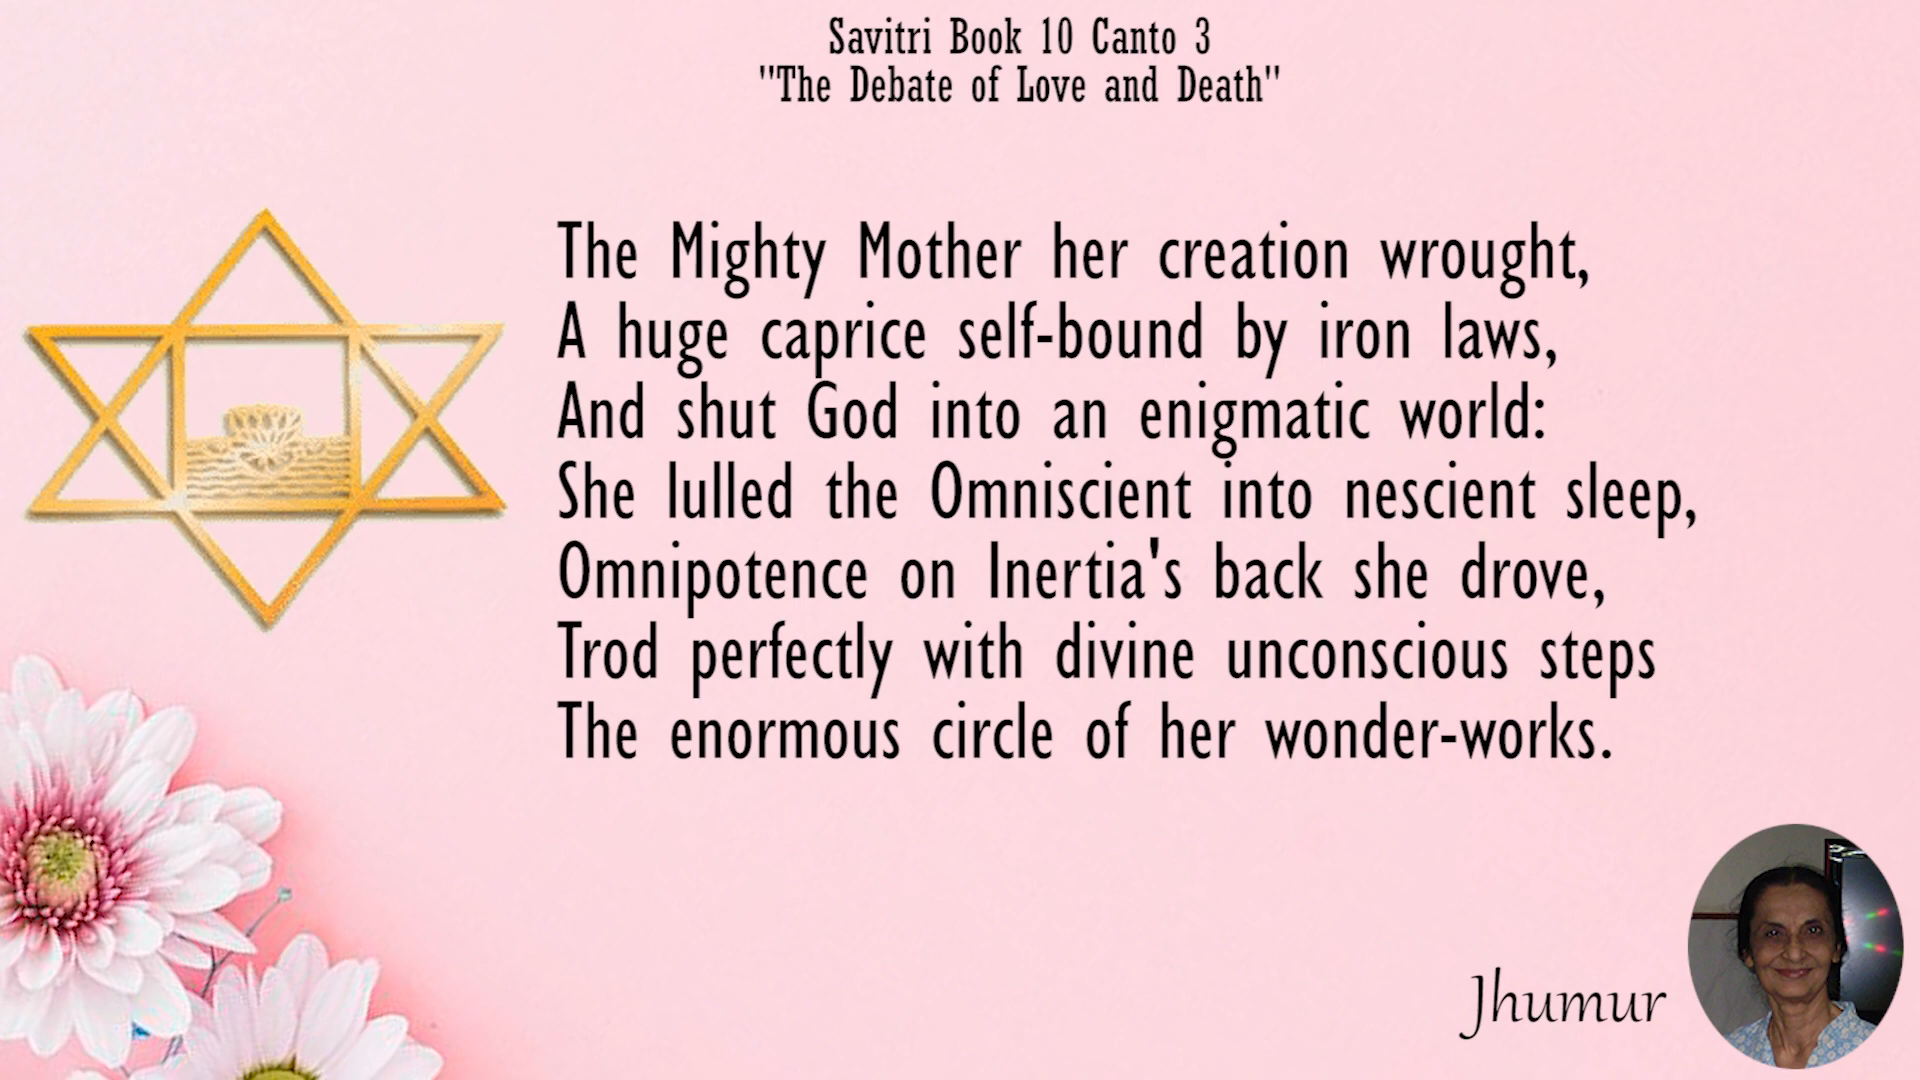 Savitri Book 10 Canto 3
"The Debate of Love and Death"
The Mighty Mother her creation wrought,
A huge caprice self-bound by iron laws,
And shut God into an enigmatic world:
She lulled the Omniscient into nescient sleep,
Omnipotence on Inertia's back she drove,
Trod perfectly with divine unconscious steps
The enormous circle of her wonder-works.
Jhumur